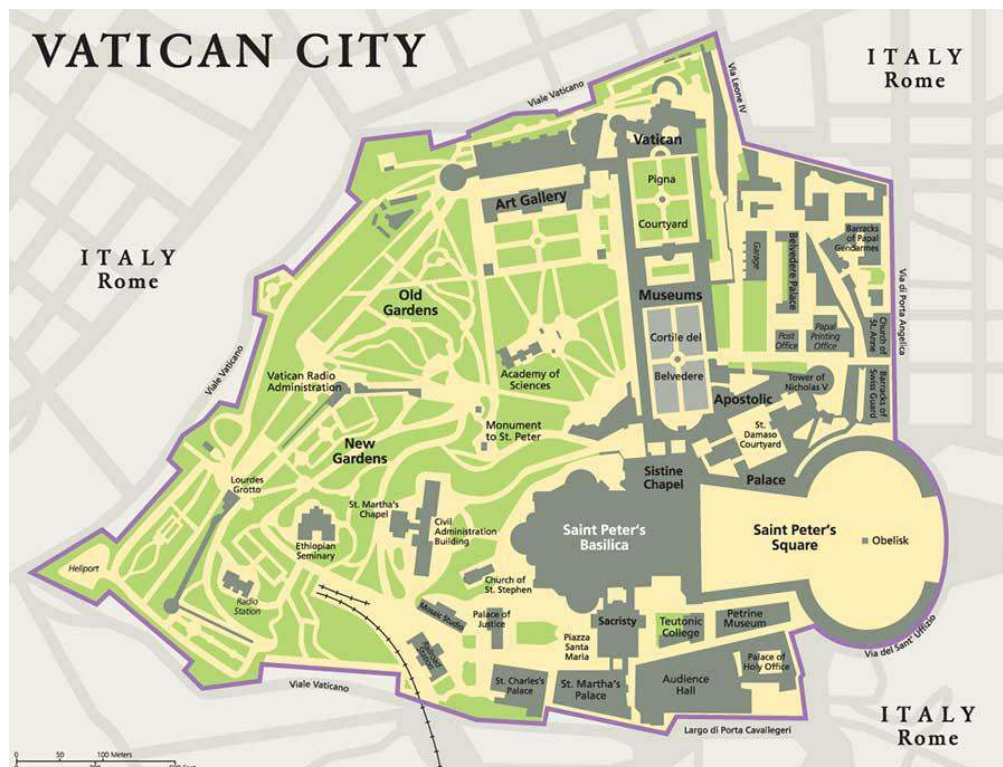 VATICAN CITY
ITALY
Rome
Via Leone IV
Viale Vaticano
Vatican
Pigna
Courtyard
Art Gallery
ITALY
Rome
Barracks
of Papal
Gendarmes
Garage
Belvedere Palace
Via di Porta Angelica
Old
Gardens
Museums
Cortile del
Belvedere
Post
Office
Papal
Printing
Office
Church of
St. Anne
Viale Vaticano
Vatican Radio
Administration
Academy of
Sciences
Apostolic
Tower of
Nicholas V
Barracks of
Swiss Guard
Monument
to St. Peter
St.
Damaso
Courtyard
New
Gardens
Sistine
Chapel
Palace
Lourdes
Grotto
St. Martha's
Chapel
Civil
Administration
Building
Saint Peter's
Basilica
Saint Peter's
Square
Obelisk
Ethiopian
Seminary
Heliport
Radio
Station
Church of
St. Stephen
Mosaic Studio
Palace of
Justice
Sacristy
Teutonic
College
Petrine
Museum
Piazza
Santa
Maria
Railroad
Station
Palace of
Holy Office
Via del Sant' Uffizio
Viale Vaticano
St. Charles's
Palace
St. Martha's
Palace
Audience
Hall
Largo di Porta Cavallegeri
ITALY
Rome
0 50 100 Meters